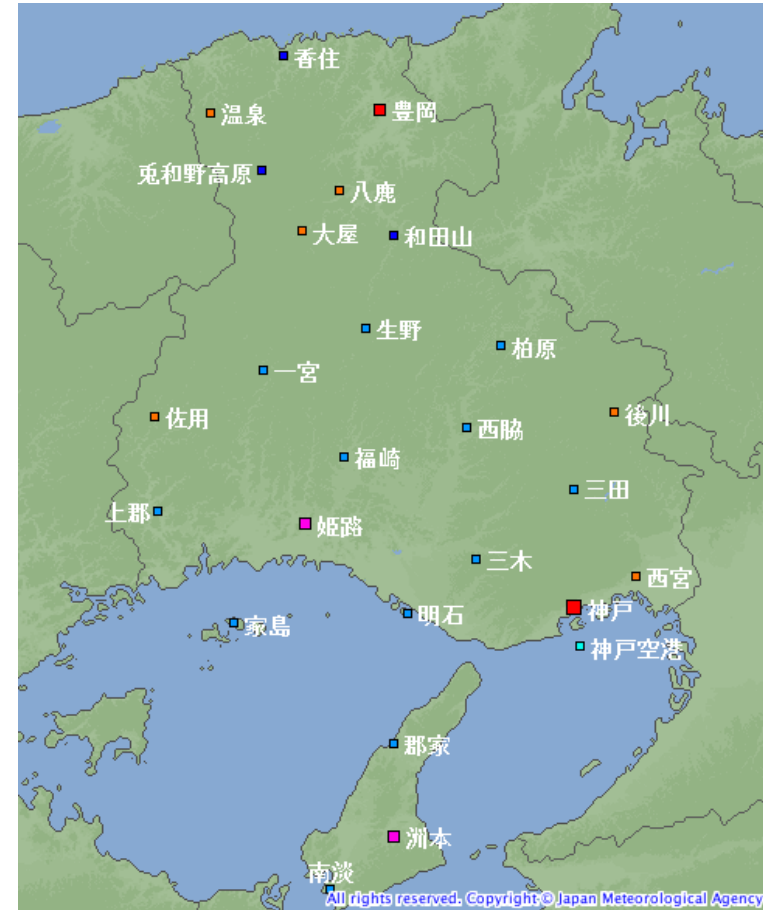 香住
温泉
豊岡
兎和野高原
八鹿
大屋
和田山
生野
柏原
一宮
佐用
後川
西脇
福崎
三田
上郡
姫路
三木
西宮
神戸
明石
家島
神戸空港
郡家
洲本
南淡
All rights reserved. Copyright © Japan Meteorological Agency